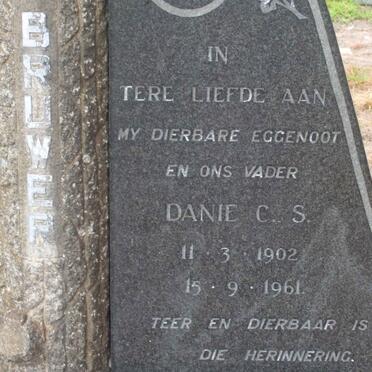 BRUWER
IN
TERE LIEFDE AAN
MY DIERBARE EGGENOOT
EN ONS VADER
DANIE C. S.
11 · 3 · 1902
15 · 9 · 1961.
TEER EN DIERBAAR IS
DIE HERINNERING.